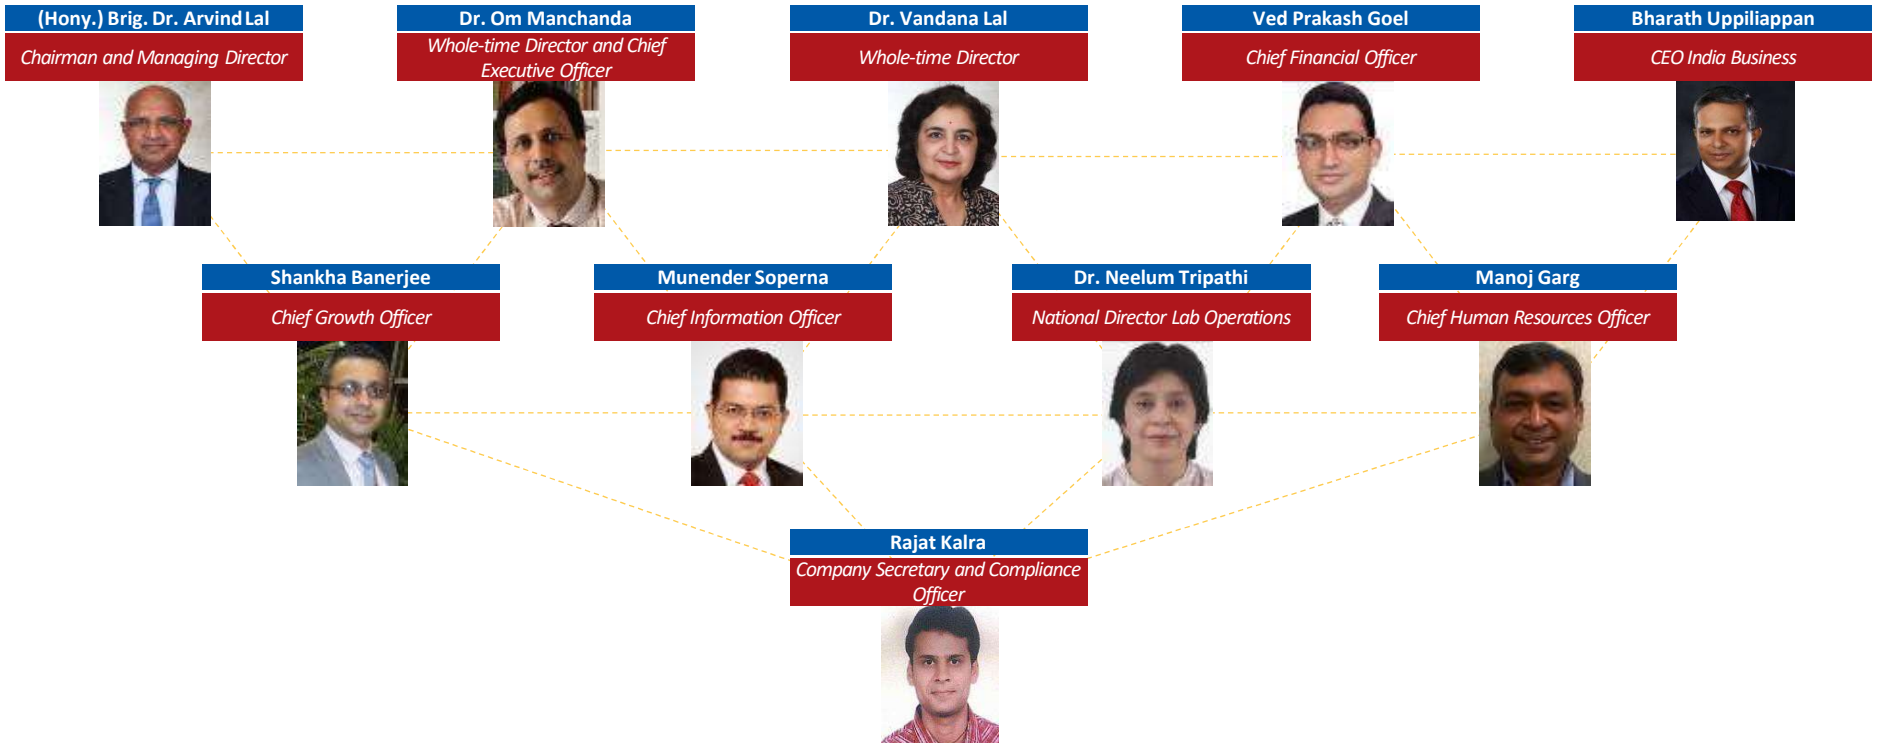 (Hony.) Brig. Dr. Arvind Lal
Chairman and Managing Director
Dr. Om Manchanda
Whole-time Director and Chief
Executive Officer
Dr. Vandana Lal
Whole-time Director
Ved Prakash Goel
Chief Financial Officer
Bharath Uppiliappan
CEO India Business
Shankha Banerjee
Chief Growth Officer
Munender Soperna
Chief Information Officer
Dr. Neelum Tripathi
National Director Lab Operations
Manoj Garg
Chief Human Resources Officer
Rajat Kalra
Company Secretary and Compliance
Officer